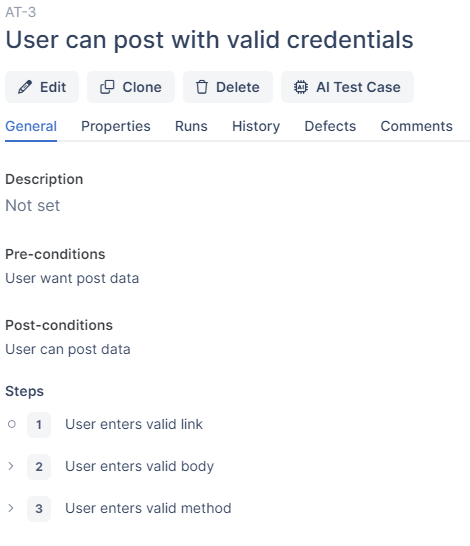 AT-3
User can post with valid credentials
Edit Clone Delete AI Test Case
General Properties Runs History Defects Comments
Description
Not set
Pre-conditions
User want post data
Post-conditions
User can post data
Steps
1 User enters valid link
2 User enters valid body
3 User enters valid method